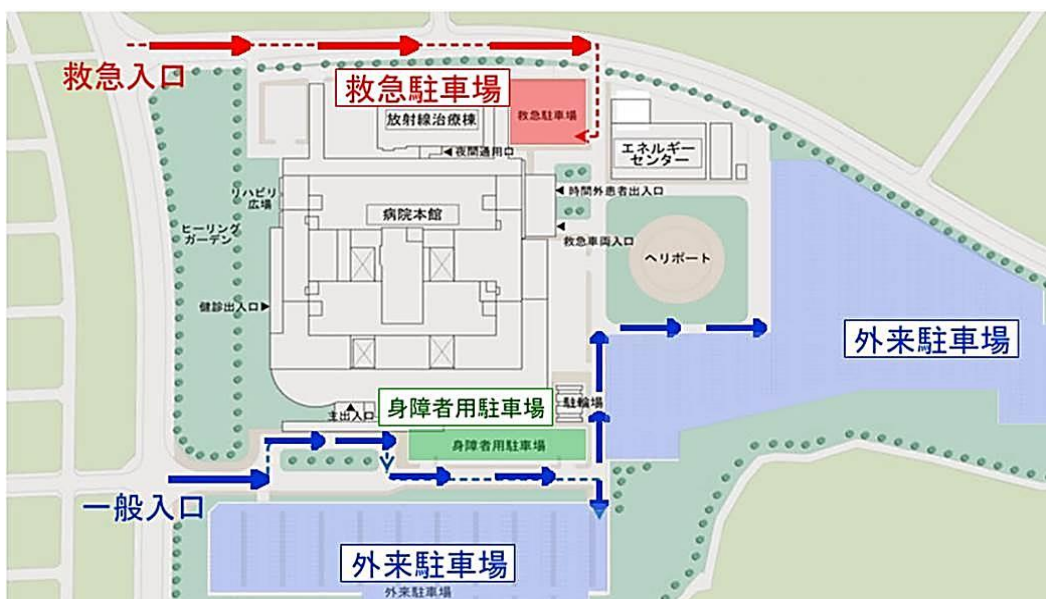 救急入口
救急駐車場
放射線治療棟
救急駐車場
エネルギー
センター
◀夜間通用口
リハビリ
広場
◀時間外患者出入口
病院本館
ヒーリング
ガーデン
◀
救急車両入口
ヘリポート
健診出入口▶
外来駐車場
身障者用駐車場
駐輪場
主出入口
身障者用駐車場
一般入口
外来駐車場
外来駐車場